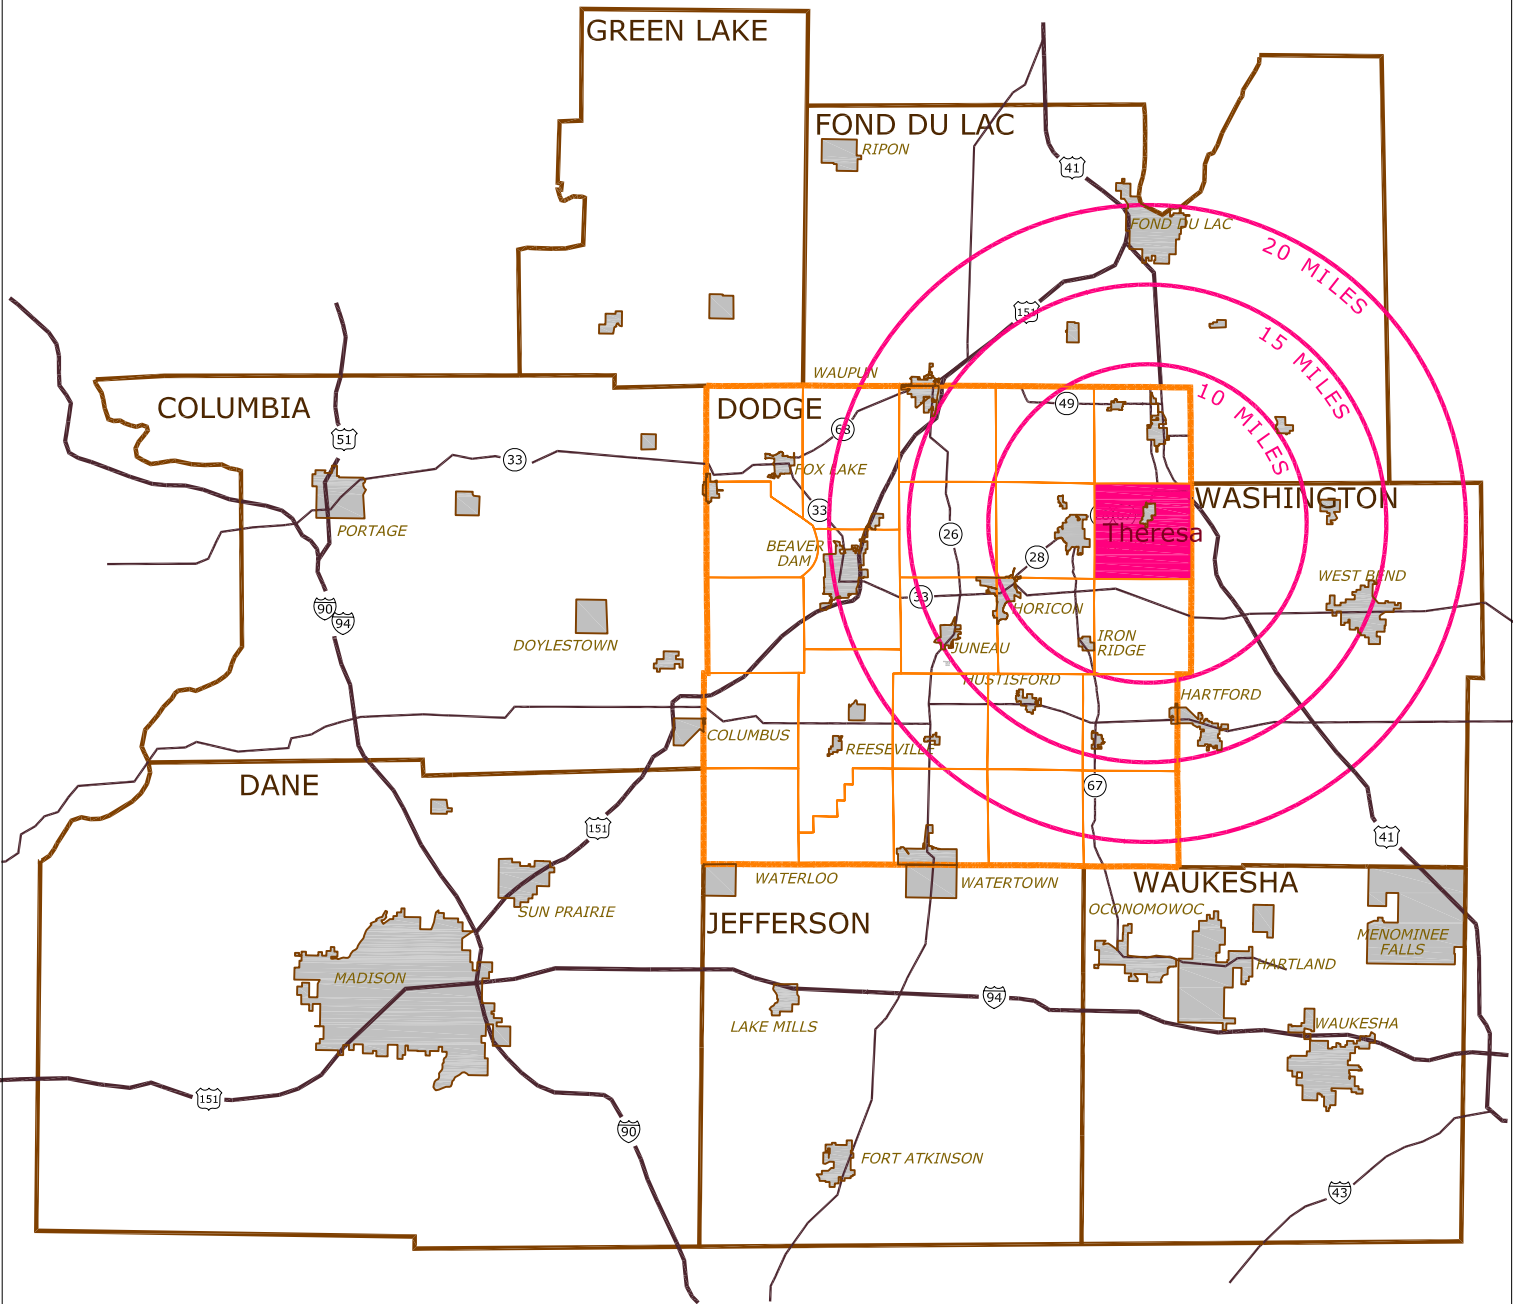 GREEN LAKE
FOND DU LAC
RIPON
41
FOND DU LAC
20 MILES
151
15 MILES
WAUPUN
10 MILES
COLUMBIA
DODGE
49
68
51
33
FOX LAKE
WASHINGTON
33
PORTAGE
26
Theresa
BEAVER
DAM
28
WEST BEND
90
94
33
HORICON
DOYLESTOWN
JUNEAU
IRON
RIDGE
HUSTISFORD
HARTFORD
COLUMBUS
REESEVILLE
DANE
67
151
41
WATERLOO
WATERTOWN
WAUKESHA
SUN PRAIRIE
JEFFERSON
OCONOMOWOC
MENOMINEE
FALLS
MADISON
HARTLAND
94
LAKE MILLS
WAUKESHA
151
90
FORT ATKINSON
43